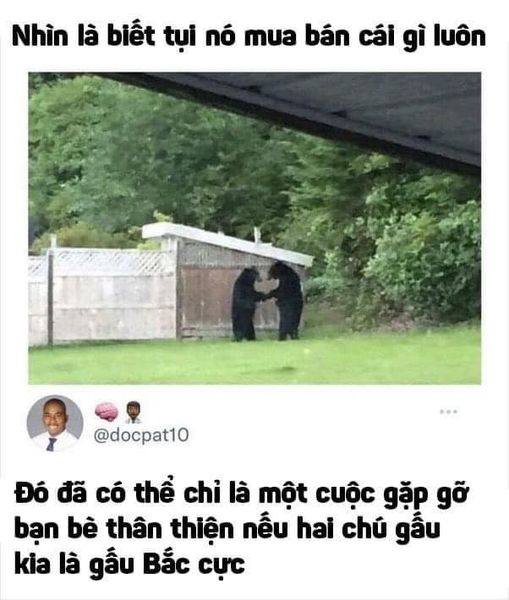 Nhìn là biết tụi nó mua bán cái gì luôn
@docpat10
Đó đã có thể chỉ là một cuộc gặp gỡ
bạn bè thân thiện nếu hai chú gấu
kia là gấu Bắc cực